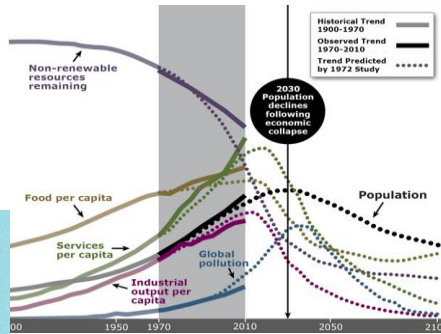 Historical Trend
1900-1970
Observed Trend
1970-2010
Trend Predicted
by 1972 Study
Non-renewable
resources
remaining
2030
Population
declines
following
economic
collapse
Food per capita
Population
Services
per capita
Global
pollution
Industrial
output per
capita
00
1950
1970
2010
2050
210